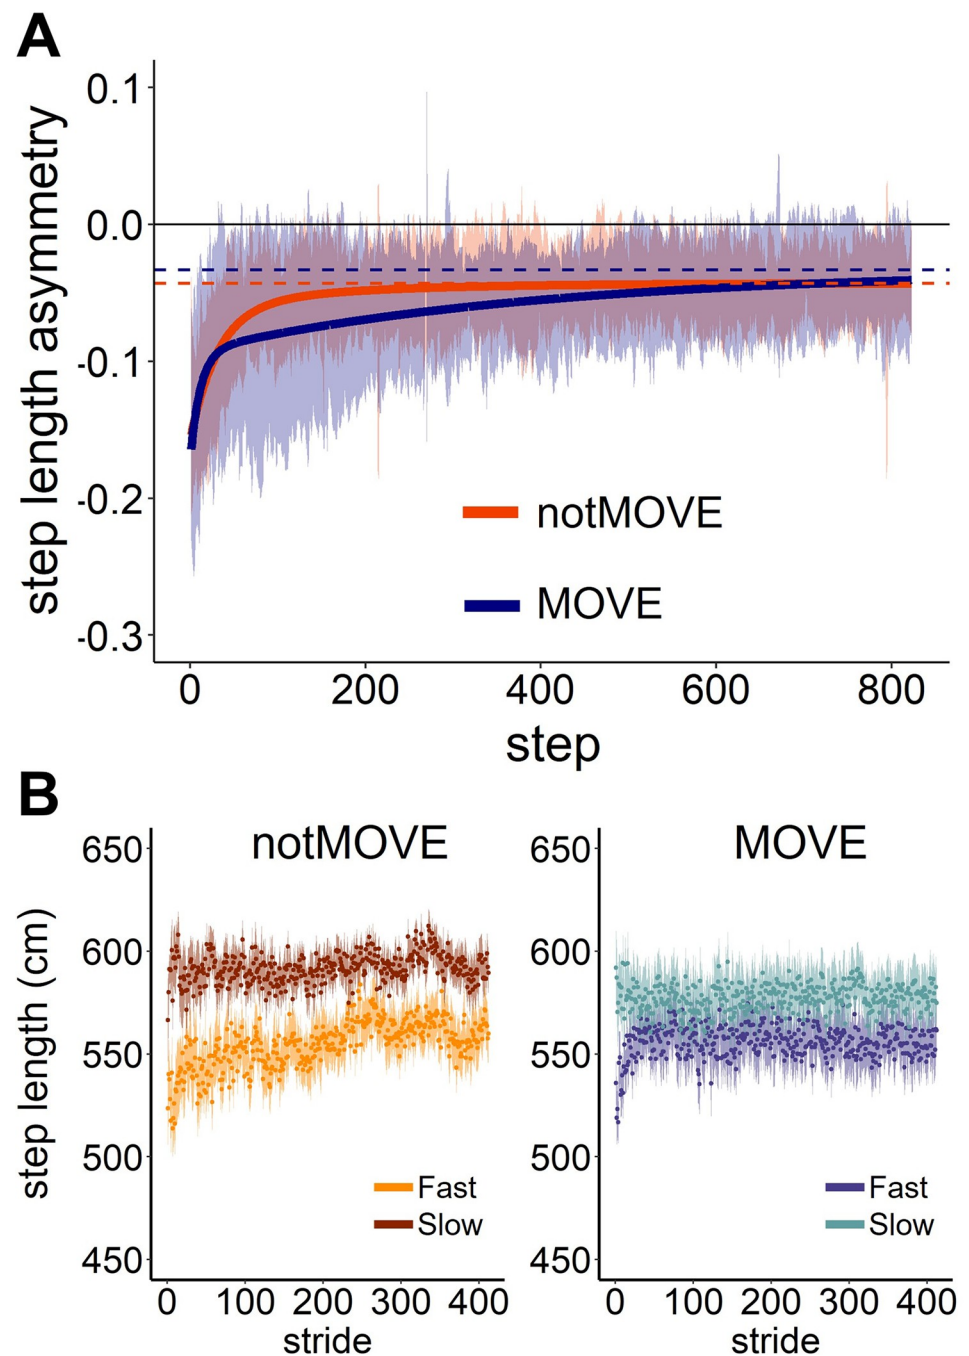 A
step length asymmetry
0.1
0.0
-0.1
-0.2
-0.3
notMOVE
MOVE
0 200 400 600 800
step
B
notMOVE
step length (cm)
650
600
550
500
450
Fast
Slow
0 100 200 300 400
stride
MOVE
650
600
550
500
450
Fast
Slow
0 100 200 300 400
stride